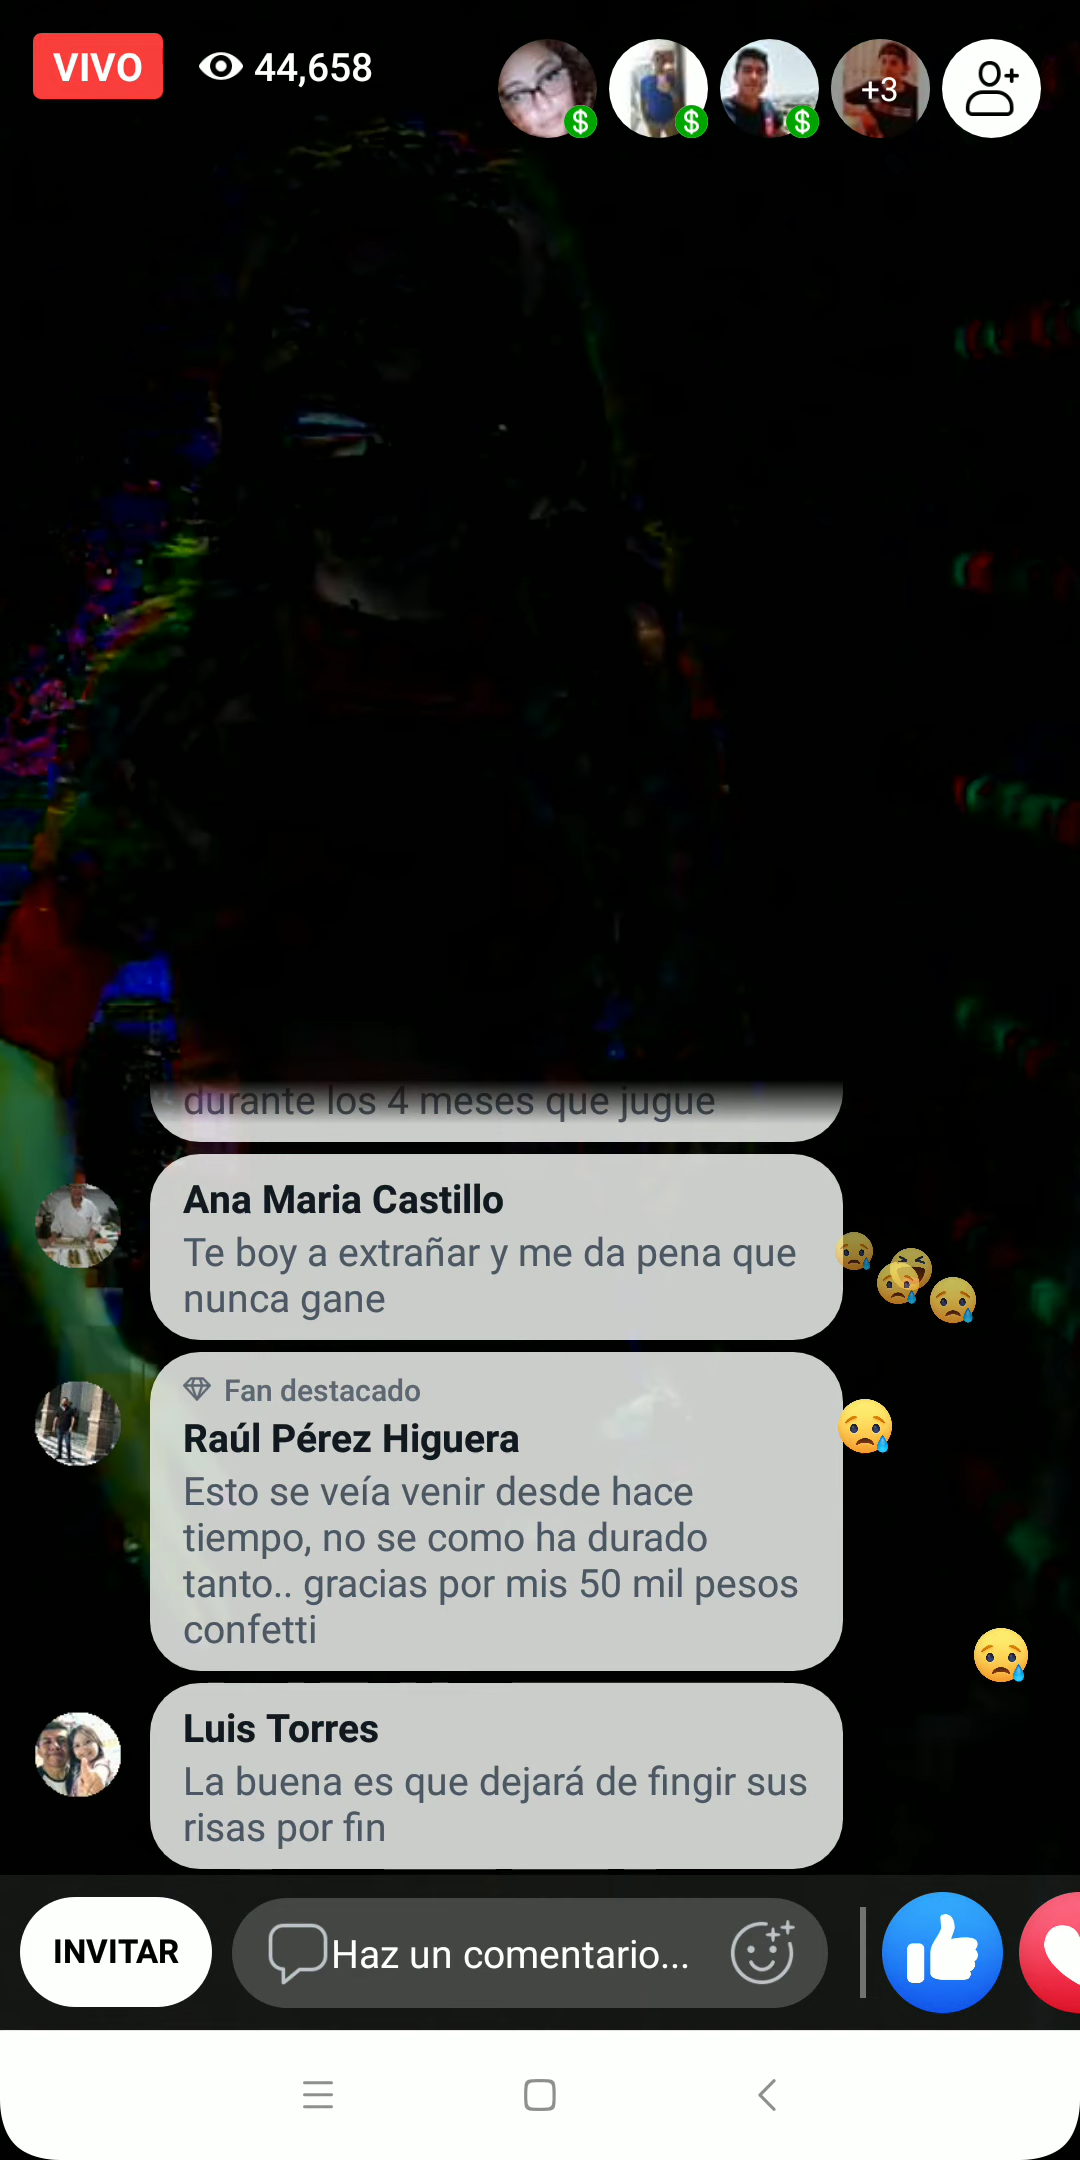 VIVO
44,658
$
$
$
+3
durante los 4 meses que jugue
Ana Maria Castillo
Te boy a extrañar y me da pena que
nunca gane
Fan destacado
Raúl Pérez Higuera
Esto se veía venir desde hace
tiempo, no se como ha durado
tanto.. gracias por mis 50 mil pesos
confetti
Luis Torres
La buena es que dejará de fingir sus
risas por fin
INVITAR
Haz un comentario...